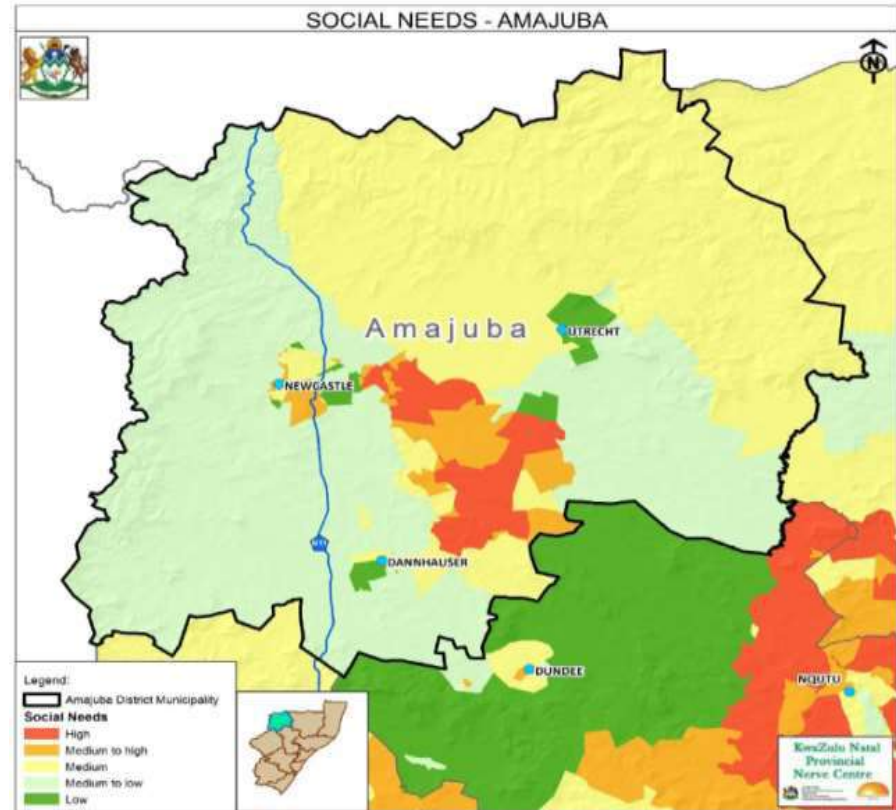 SOCIAL NEEDS - AMAJUBA
N
Amajuba
UTRECHT
NEWCASTLE
N11
DANNHAUSER
DUNDEE
NQUTU
Legend:
Amajuba District Municipality
Social Needs
High
Medium to high
Medium
Medium to low
Low
KwaZulu Natal
Provincial
Nerve Centre